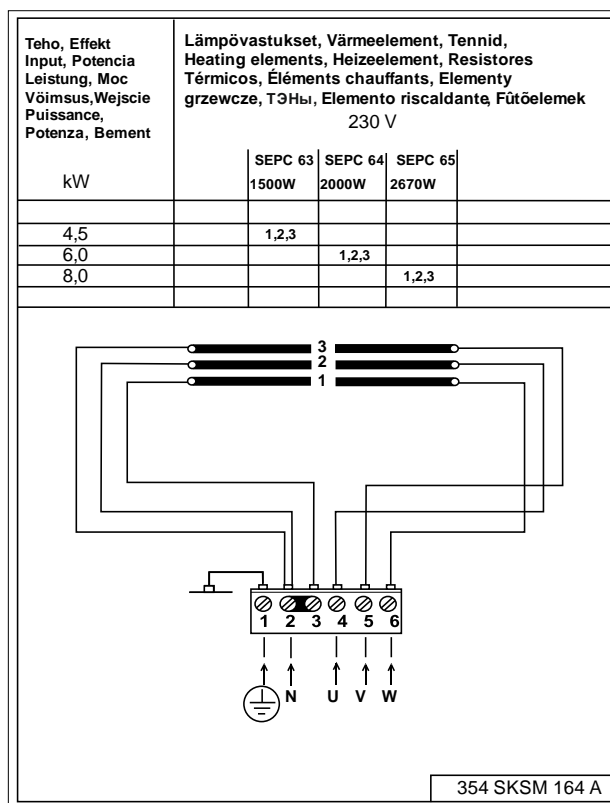 Teho, Effekt
Input, Potencia
Leistung, Moc
Vöimsus,Wejscie
Puissance,
Potenza, Bement
kW
Lämpövastukset, Värmeelement, Tennid,
Heating elements, Heizeelement, Resistores
Térmicos, Éléments chauffants, Elementy
grzewcze, ТЭНы, Elemento riscaldante, Fûtõelemek
230 V
SEPC 63 SEPC 64 SEPC 65
1500W 2000W 2670W
4,5 1,2,3
6,0 1,2,3
8,0 1,2,3
3
2
1
1 2 3 4 5 6
N U V W
354 SKSM 164 A